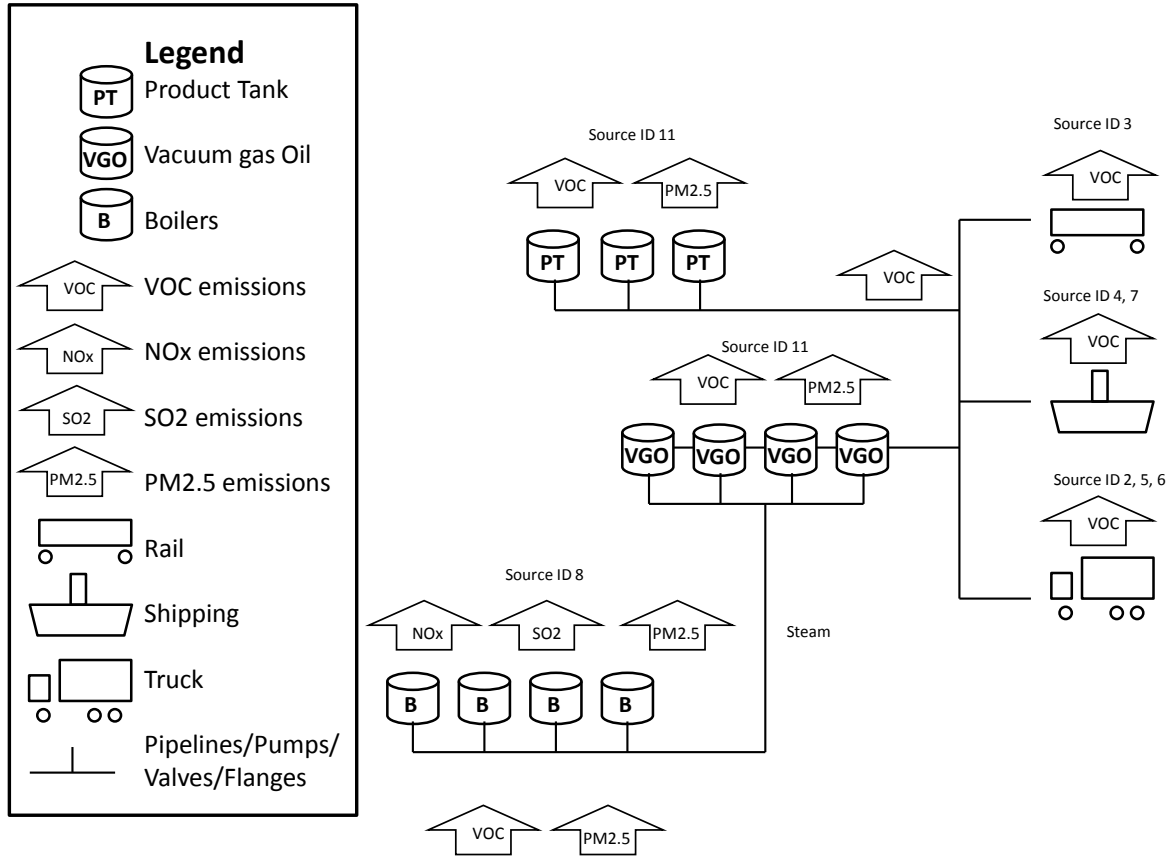 Legend
PT
Product Tank
VGO
Vacuum gas Oil
B
Boilers
VOC
VOC emissions
NOx
NOx emissions
SO2
SO2 emissions
PM2.5
PM2.5 emissions
Rail
Shipping
Truck
Pipelines/Pumps/
Valves/Flanges
Source ID 11
VOC
PM2.5
PT
PT
PT
VOC
Source ID 3
VOC
Source ID 4, 7
VOC
Source ID 11
VOC
PM2.5
VGO
VGO
VGO
VGO
Source ID 2, 5, 6
VOC
Source ID 8
NOx
SO2
PM2.5
Steam
B
B
B
B
VOC
PM2.5